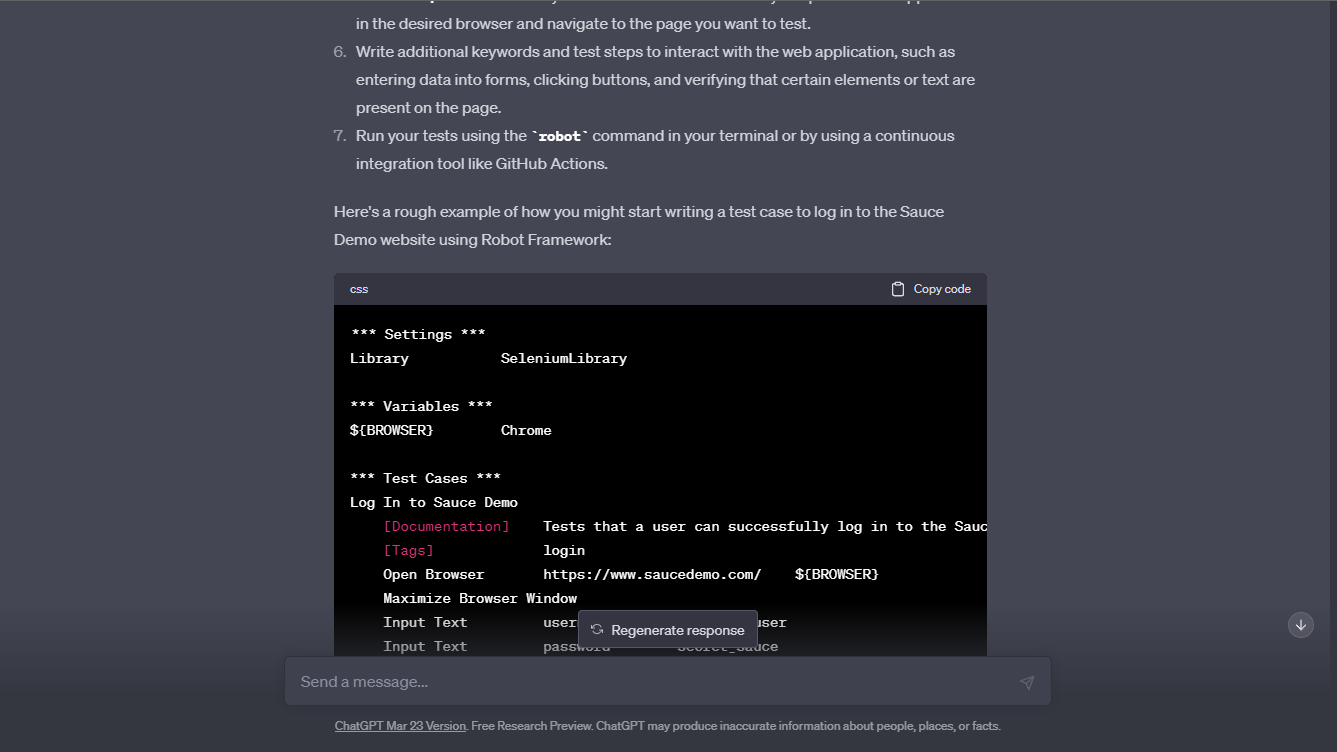 in the desired browser and navigate to the page you want to test.
6. Write additional keywords and test steps to interact with the web application, such as
entering data into forms, clicking buttons, and verifying that certain elements or text are
present on the page.
7. Run your tests using the `robot` command in your terminal or by using a continuous
integration tool like GitHub Actions.
Here's a rough example of how you might start writing a test case to log in to the Sauce
Demo website using Robot Framework:
css Copy code
*** Settings ***
Library SeleniumLibrary
*** Variables ***
${BROWSER} Chrome
*** Test Cases ***
Log In to Sauce Demo
[Documentation] Tests that a user can successfully log in to the Sauc
[Tags] login
Open Browser https://www.saucedemo.com/ ${BROWSER}
Maximize Browser Window
Input Text user user
Regenerate response
Input Text password secret_sauce
Send a message...
ChatGPT Mar 23 Version. Free Research Preview. ChatGPT may produce inaccurate information about people, places, or facts.